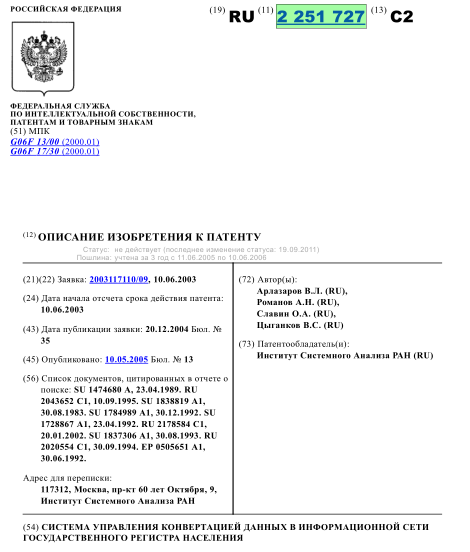 РОССИЙСКАЯ ФЕДЕРАЦИЯ
(19) RU (11) 2 251 727 (13) C2
ФЕДЕРАЛЬНАЯ СЛУЖБА
ПО ИНТЕЛЛЕКТУАЛЬНОЙ СОБСТВЕННОСТИ,
ПАТЕНТАМ И ТОВАРНЫМ ЗНАКАМ
(51) МПК
G06F 13/00 (2000.01)
G06F 17/30 (2000.01)
(12) ОПИСАНИЕ ИЗОБРЕТЕНИЯ К ПАТЕНТУ
Статус: не действует (последнее изменение статуса: 19.09.2011)
Пошлина: учтена за 3 год с 11.06.2005 по 10.06.2006
(21)(22) Заявка: 2003117110/09, 10.06.2003
(24) Дата начала отсчета срока действия патента:
10.06.2003
(43) Дата публикации заявки: 20.12.2004 Бюл. №
35
(45) Опубликовано: 10.05.2005 Бюл. № 13
(56) Список документов, цитированных в отчете о
поиске: SU 1474680 A, 23.04.1989. RU
2043652 C1, 10.09.1995. SU 1838819 A1,
30.08.1983. SU 1784989 A1, 30.12.1992. SU
1728867 A1, 23.04.1992. RU 2178584 C1,
20.01.2002. SU 1837306 A1, 30.08.1993. RU
2020554 C1, 30.09.1994. EP 0505651 A1,
30.06.1992.
Адрес для переписки:
117312, Москва, пр-кт 60 лет Октября, 9,
Институт Системного Анализа РАН
(72) Автор(ы):
Арлазаров В.Л. (RU),
Романов А.Н. (RU),
Славин О.А. (RU),
Цыганков В.С. (RU)
(73) Патентообладатель(и):
Институт Системного Анализа РАН (RU)
(54) СИСТЕМА УПРАВЛЕНИЯ КОНВЕРТАЦИЕЙ ДАННЫХ В ИНФОРМАЦИОННОЙ СЕТИ
ГОСУДАРСТВЕННОГО РЕГИСТРА НАСЕЛЕНИЯ